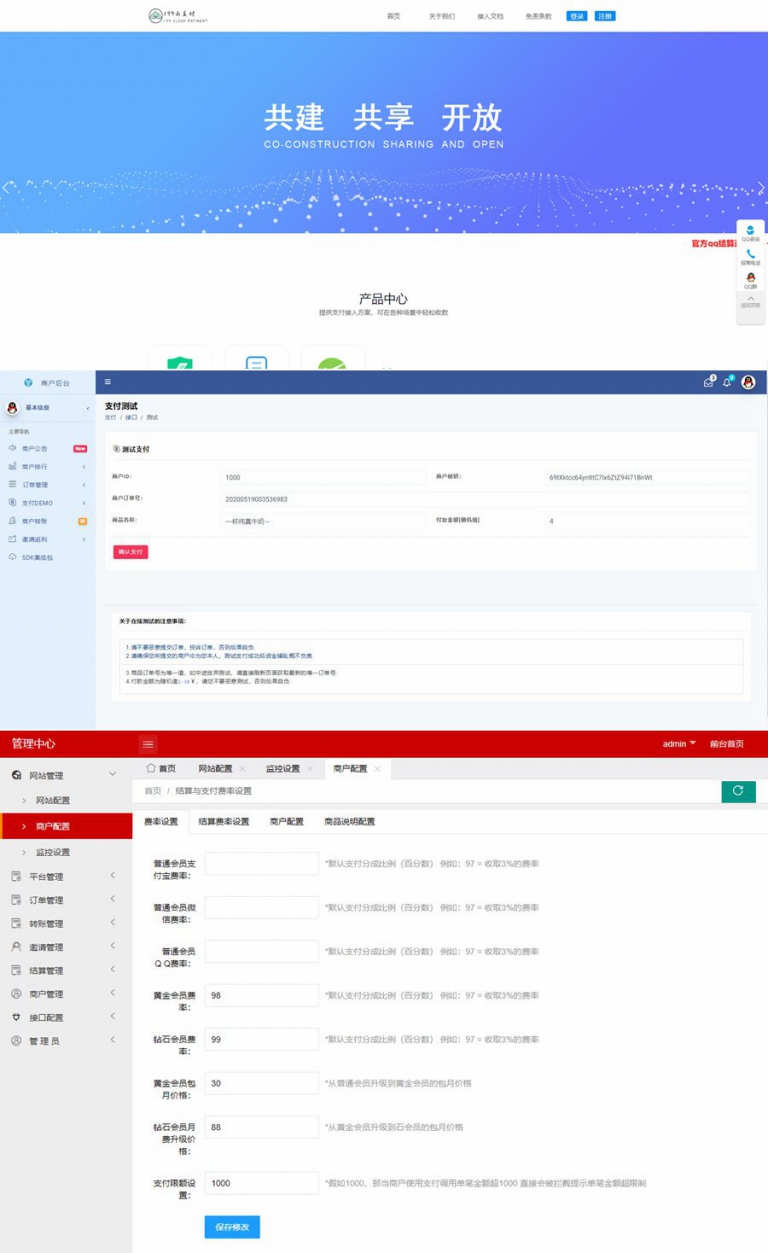 199云支付
199 CLOUD PAYMENT
首页 关于我们 接入文档 免责条款 登录 注册
共建 共享 开放
CO-CONSTRUCTION SHARING AND OPEN
官方qq结算
QQ咨询
QQ群
返回顶部
产品中心
提供支付接入方案，可在各种场景中轻松收款
商户后台
基本信息
主要导航
商户公告 New
商户排行
订单管理
支付DEMO
商户转账
邀请返利
SDK集成包
支付测试
支付 / 接口 / 测试
测试支付
商户ID: 1000 商户密钥:
商户订单号: 20200519003536983
商品名称: 一杯纯真牛奶-- 付款金额[随机值] 4
确认支付
关于在线测试的注意事项:
1.请不要恶意提交订单、投诉订单，否则后果自负.
2.请确保您所提交的商户ID为您本人，测试支付成功后资金错乱概不负责.
3.商品订单号为唯一值，如中途放弃测试，请直接刷新页面获取最新的唯一订单号.
4.付款金额为随机值1-10￥，请您不要恶意测试，否则后果自负.
管理中心 admin 前台首页
首页 网站配置 监控设置 商户配置
首页 / 结算与支付费率设置
网站管理
网站配置
商户配置
监控设置
平台管理
订单管理
转账管理
邀请管理
结算管理
商户管理
接口配置
管 理 员
费率设置 结算费率设置 商户配置 商品说明配置
普通会员支
付宝费率： *默认支付分成比例（百分数） 例如：97 = 收取3%的费率
普通会员微
信费率： *默认支付分成比例（百分数） 例如：97 = 收取3%的费率
普通会员
ＱＱ费率： *默认支付分成比例（百分数） 例如：97 = 收取3%的费率
黄金会员费
率： 98 *默认支付分成比例（百分数） 例如：97 = 收取3%的费率
钻石会员费
率： 99 *默认支付分成比例（百分数） 例如：97 = 收取3%的费率
黄金会员包
月价格： 30 *从普通会员升级到黄金会员的包月价格
钻石会员月
费升级价
格： 88 *从黄金会员升级到石会员的包月价格
支付限额设
置： 1000 *假如1000，那当商户使用支付调用单笔金额超1000 直接会被拦截提示单笔金额超限制
保存修改